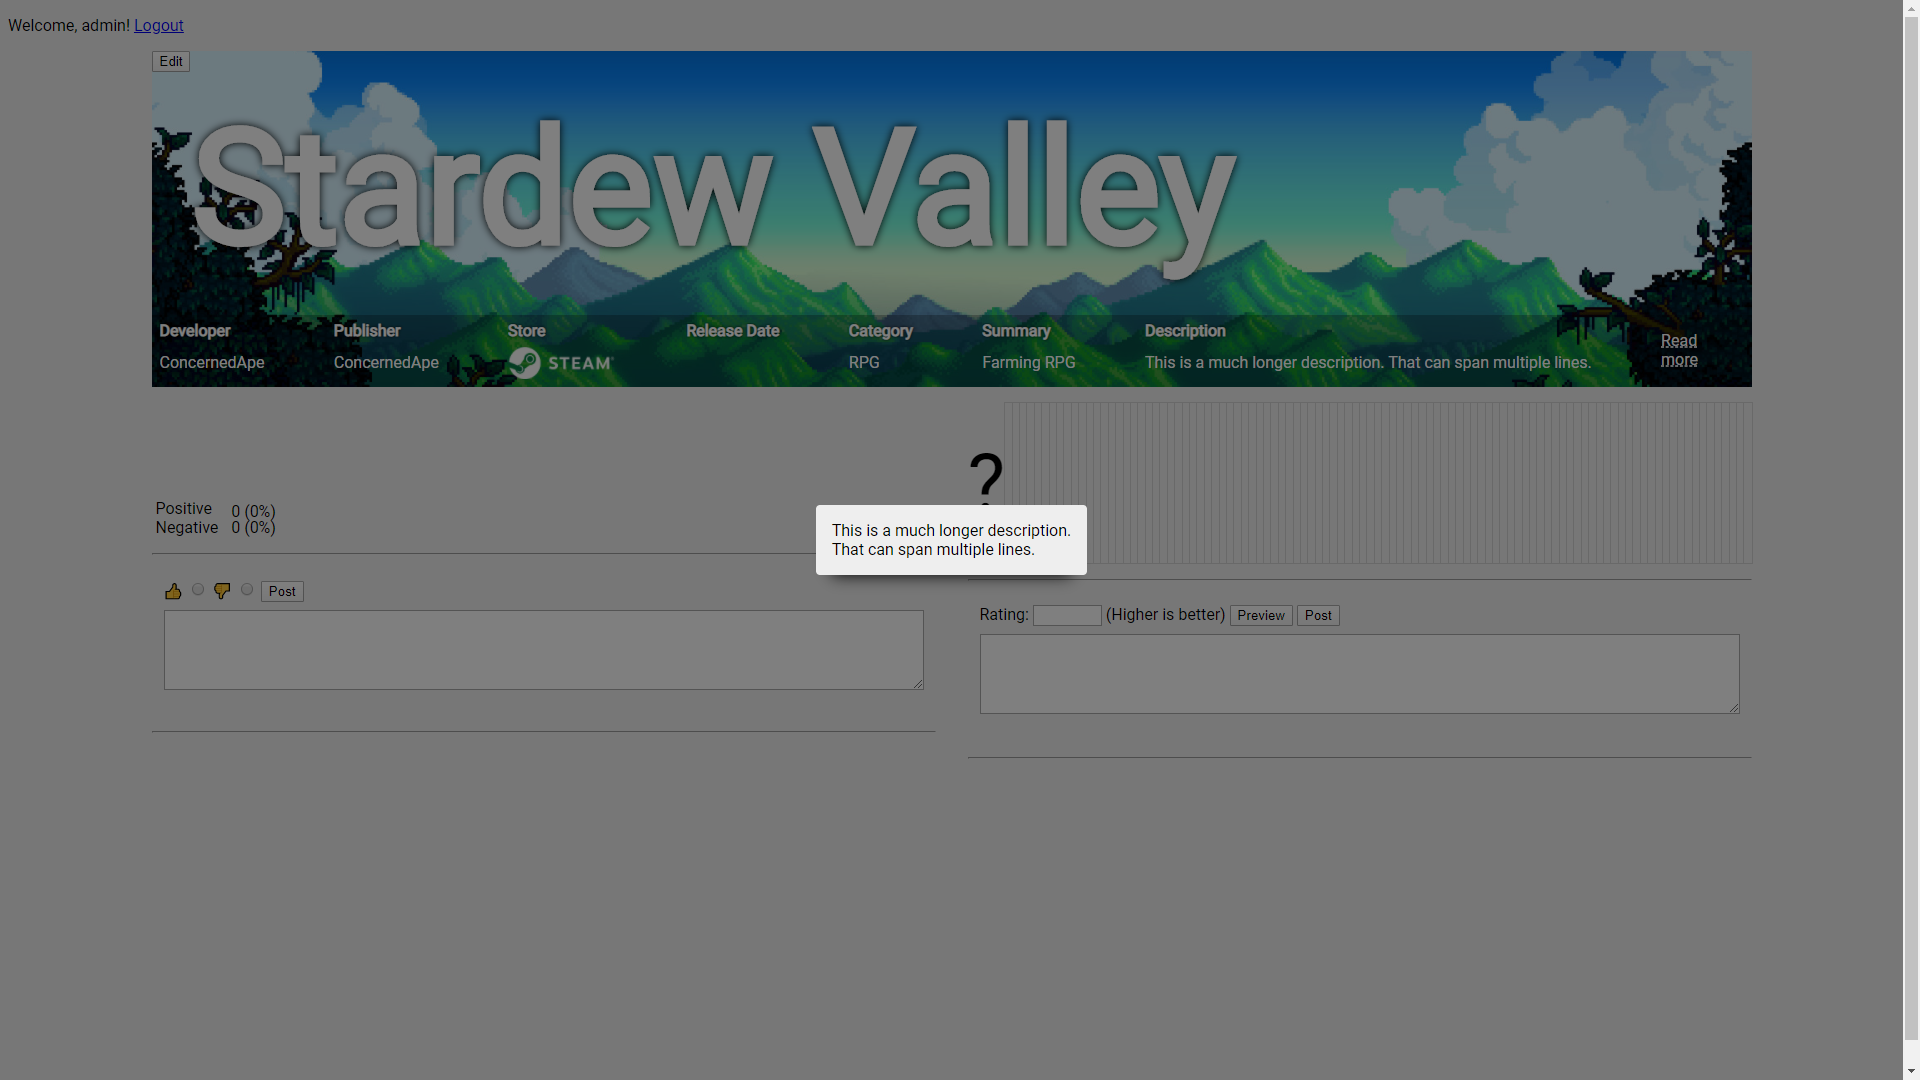 Welcome, admin! Logout
Edit
Stardew Valley
Developer Publisher Store Release Date Category Summary Description
ConcernedApe ConcernedApe STEAM RPG Farming RPG This is a much longer description. That can span multiple lines.
Read
more
?
Positive 0 (0%)
Negative 0 (0%)
This is a much longer description.
That can span multiple lines.
Post
Rating: (Higher is better) Preview Post